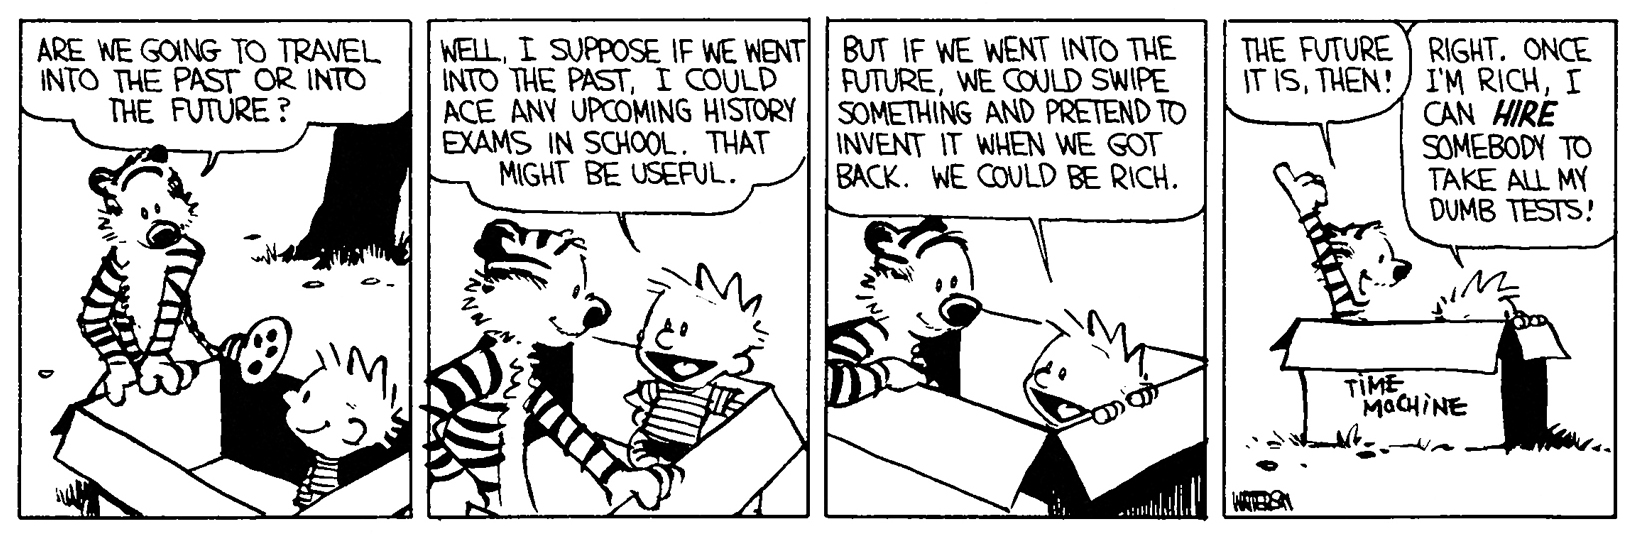 ARE WE GOING TO TRAVEL
INTO THE PAST OR INTO
THE FUTURE?
WELL, I SUPPOSE IF WE WENT
INTO THE PAST, I COULD
ACE ANY UPCOMING HISTORY
EXAMS IN SCHOOL. THAT
MIGHT BE USEFUL.
BUT IF WE WENT INTO THE
FUTURE, WE COULD SWIPE
SOMETHING AND PRETEND TO
INVENT IT WHEN WE GOT
BACK. WE COULD BE RICH.
THE FUTURE
IT IS, THEN!
RIGHT. ONCE
I'M RICH, I
CAN HIRE
SOMEBODY TO
TAKE ALL MY
DUMB TESTS!
TiME
MACHiNE
WATTERSON